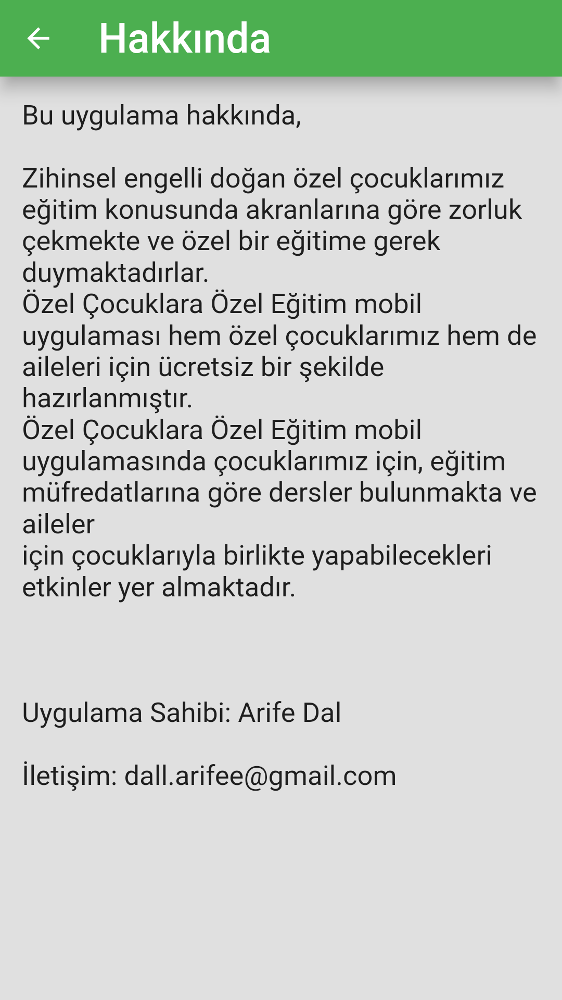 Hakkında
Bu uygulama hakkında,
Zihinsel engelli doğan özel çocuklarımız
eğitim konusunda akranlarına göre zorluk
çekmekte ve özel bir eğitime gerek
duymaktadırlar.
Özel Çocuklara Özel Eğitim mobil
uygulaması hem özel çocuklarımız hem de
aileleri için ücretsiz bir şekilde
hazırlanmıştır.
Özel Çocuklara Özel Eğitim mobil
uygulamasında çocuklarımız için, eğitim
müfredatlarına göre dersler bulunmakta ve
aileler
için çocuklarıyla birlikte yapabilecekleri
etkinler yer almaktadır.
Uygulama Sahibi: Arife Dal
İletişim: dall.arifee@gmail.com